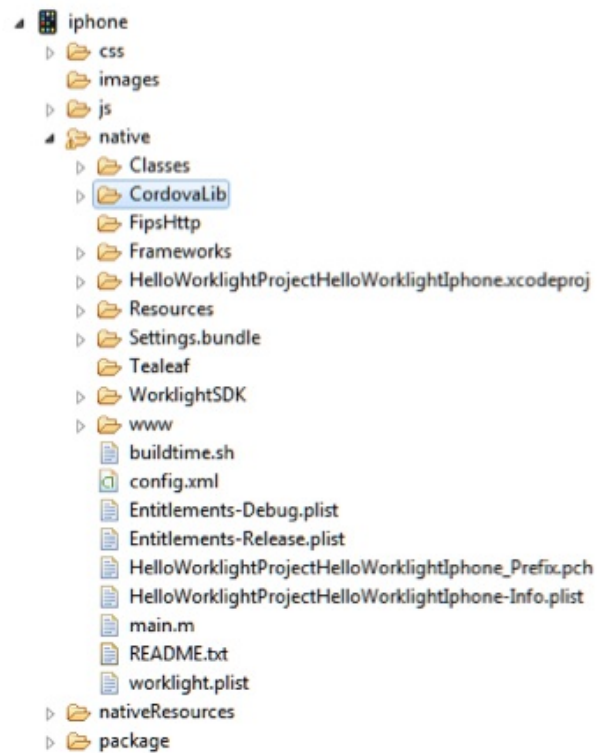 iphone
css
images
js
native
Classes
CordovaLib
FipsHttp
Frameworks
HelloWorklightProjectHelloWorklightIphone.xcodeproj
Resources
Settings.bundle
Tealeaf
WorklightSDK
www
buildtime.sh
config.xml
Entitlements-Debug.plist
Entitlements-Release.plist
HelloWorklightProjectHelloWorklightIphone_Prefix.pch
HelloWorklightProjectHelloWorklightIphone-Info.plist
main.m
README.txt
worklight.plist
nativeResources
package